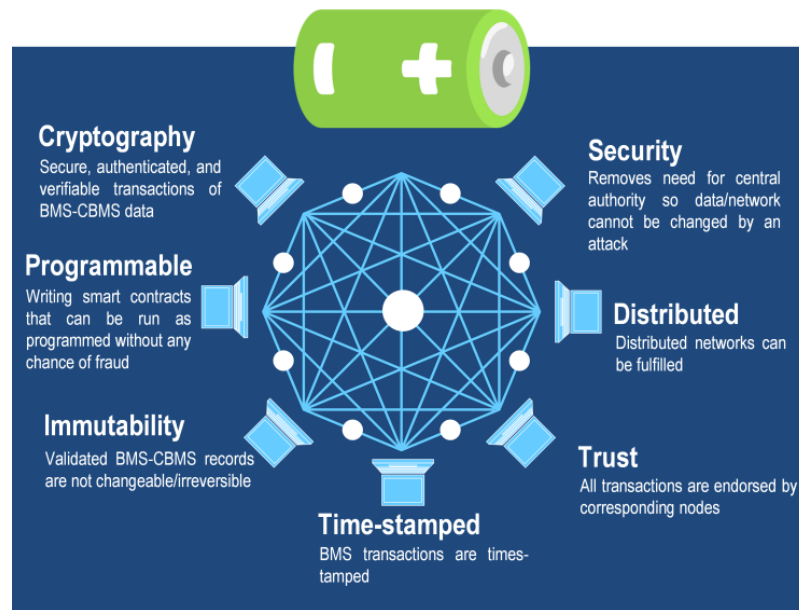 Cryptography
Secure, authenticated, and
verifiable transactions of
BMS-CBMS data
Security
Removes need for central
authority so data/network
cannot be changed by an
attack
Programmable
Writing smart contracts
that can be run as
programmed without any
chance of fraud
Distributed
Distributed networks can
be fulfilled
Immutability
Validated BMS-CBMS records
are not changeable/irreversible
Trust
All transactions are endorsed by
corresponding nodes
Time-stamped
BMS transactions are times-
tamped